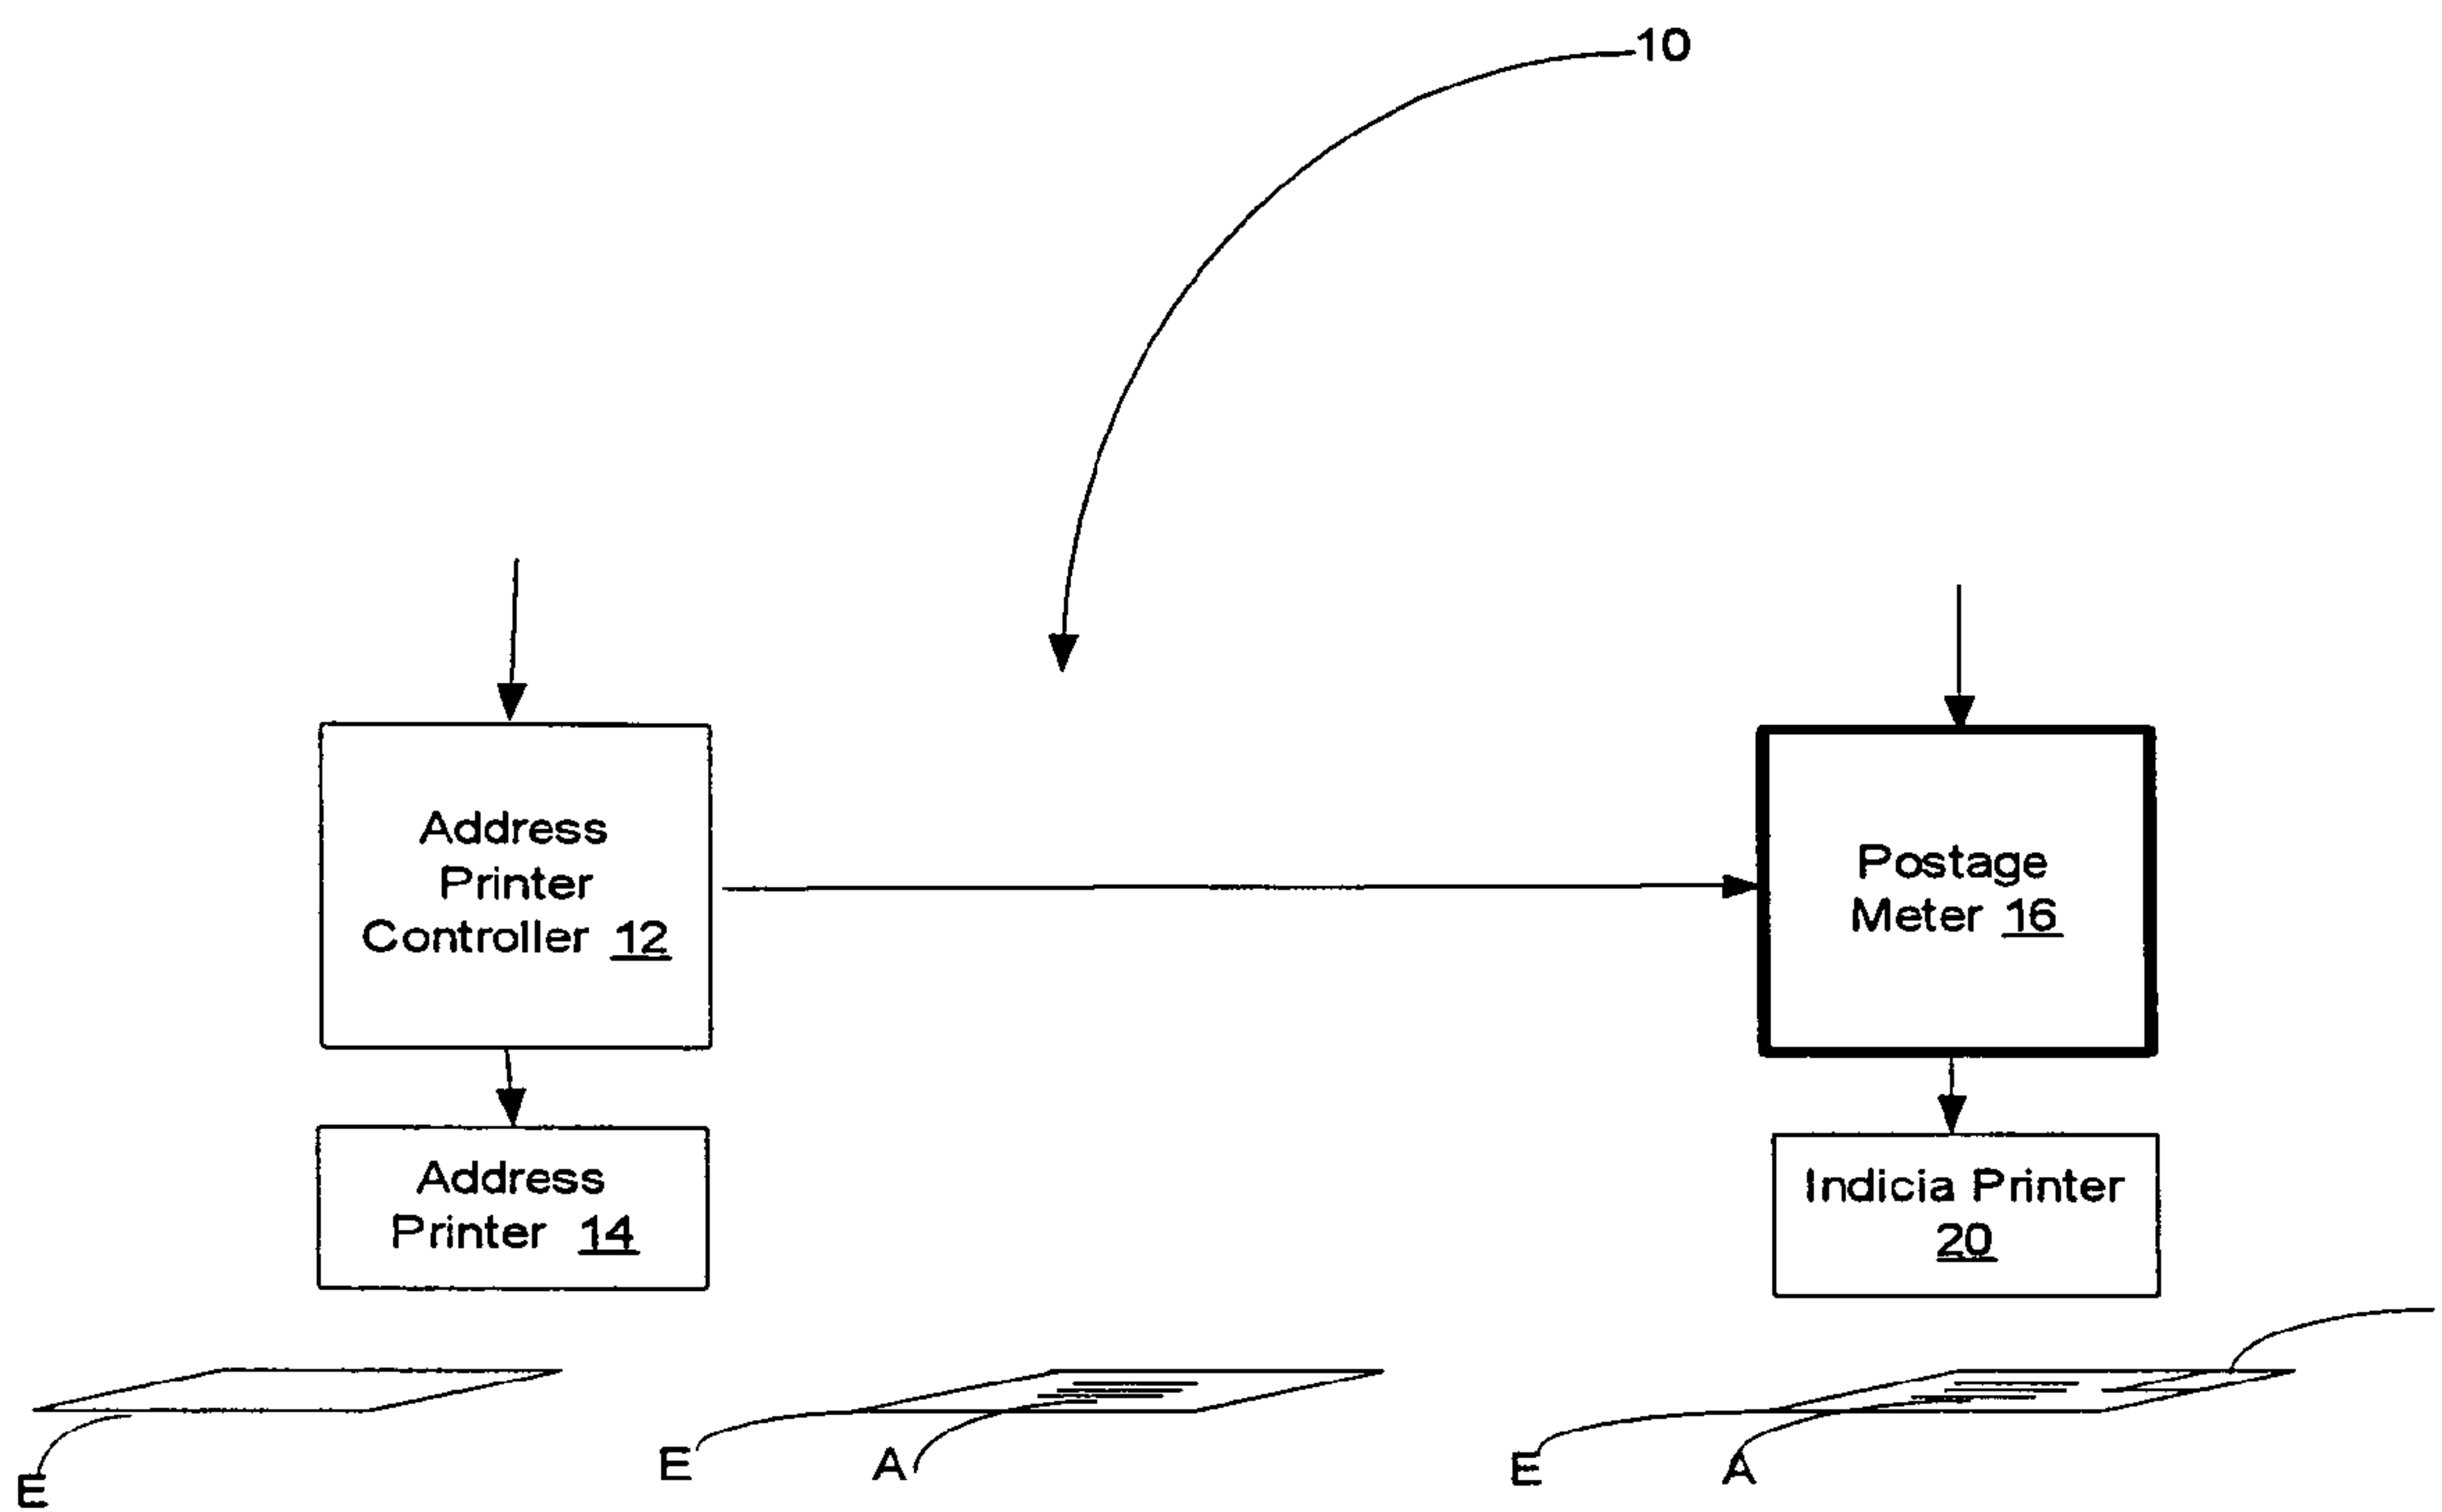 10
Address
Printer
Controller 12
Postage
Meter 16
Address
Printer 14
Indicia Printer
20
E
E
A
E
A